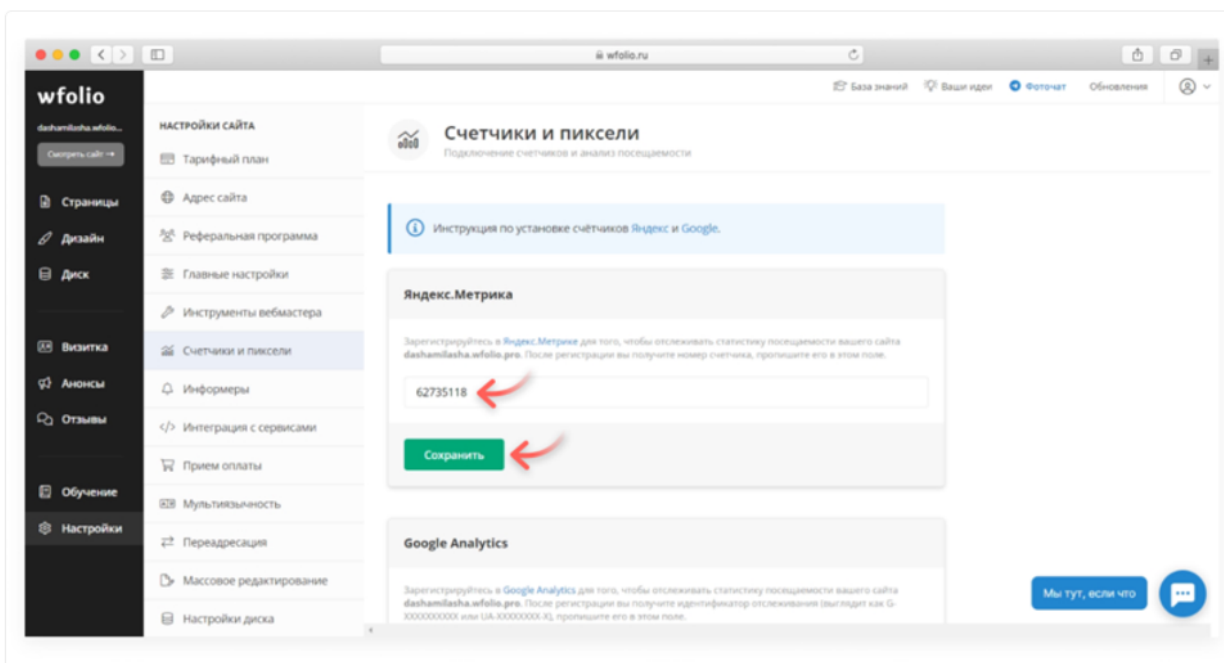 wfolio.ru
wfolio
dashamilasha.wfolio...
Смотреть сайт →
Страницы
Дизайн
Диск
Визитка
Анонсы
Отзывы
Обучение
Настройки
База знаний Ваши идеи Фоточат Обновления
НАСТРОЙКИ САЙТА
Тарифный план
Адрес сайта
Реферальная программа
Главные настройки
Инструменты вебмастера
Счетчики и пиксели
Информеры
Интеграция с сервисами
Прием оплаты
Мультиязычность
Переадресация
Массовое редактирование
Настройки диска
Счетчики и пиксели
Подключение счетчиков и анализ посещаемости
Инструкция по установке счётчиков Яндекс и Google.
Яндекс.Метрика
Зарегистрируйтесь в Яндекс.Метрике для того, чтобы отслеживать статистику посещаемости вашего сайта
dashamilasha.wfolio.pro. После регистрации вы получите номер счетчика, пропишите его в этом поле.
62735118
Сохранить
Google Analytics
Зарегистрируйтесь в Google Analytics для того, чтобы отслеживать статистику посещаемости вашего сайта
dashamilasha.wfolio.pro. После регистрации вы получите идентификатор отслеживания (выглядит как G-
XXXXXXXXXX или UA-XXXXXXXX-X), пропишите его в этом поле.
Мы тут, если что